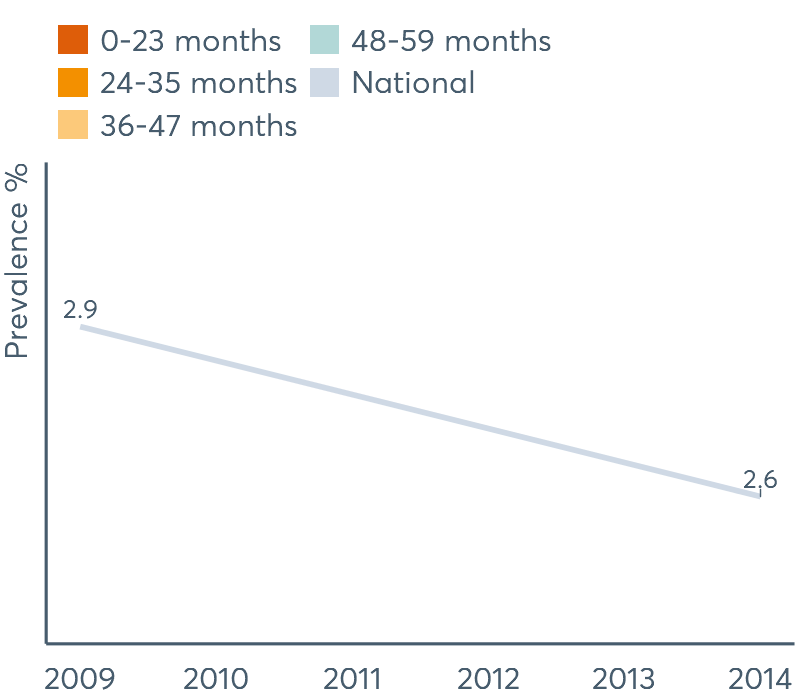 0-23 months
48-59 months
24-35 months
National
36-47 months
Prevalence %
2.9
2.6
2009 2010 2011 2012 2013 2014